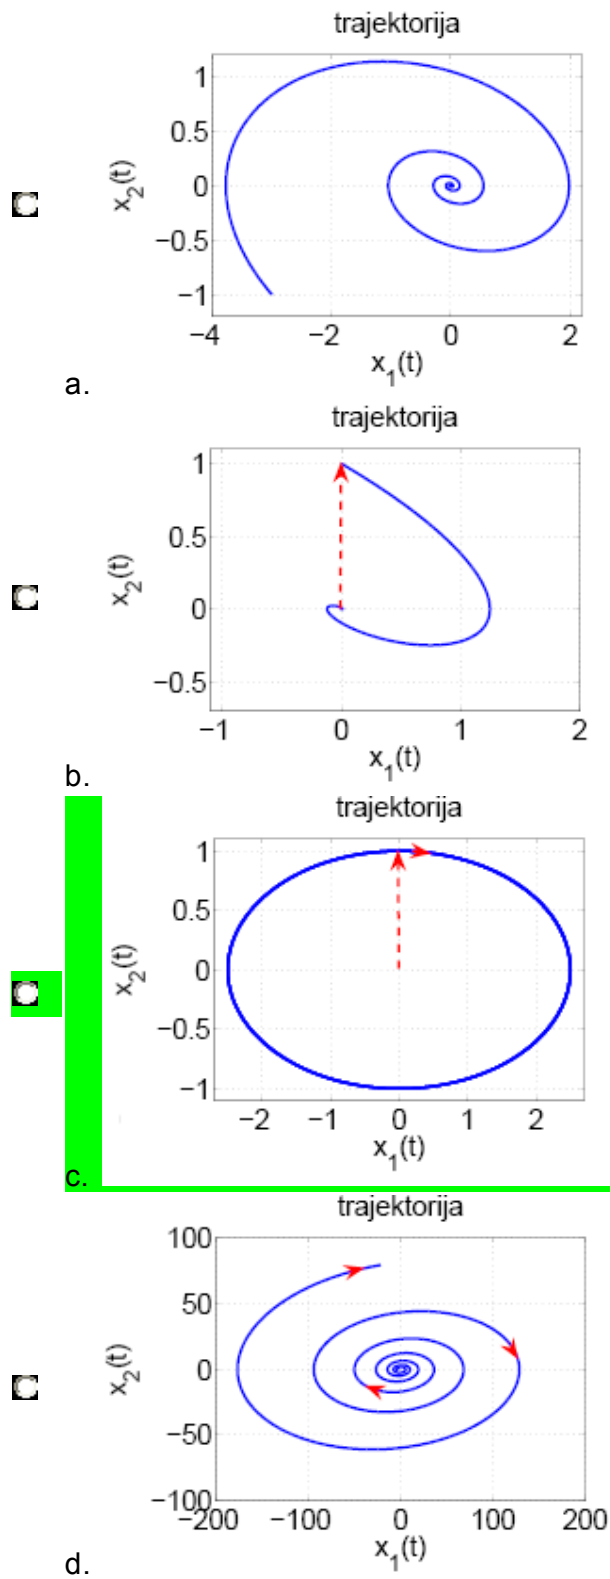 trajektorija
1
0.5
0
−0.5
−1
x2(t)
−4 −2 0 2
x1(t)
a.
trajektorija
1
0.5
0
−0.5
x2(t)
−1 0 1 2
x1(t)
b.
trajektorija
1
0.5
0
−0.5
−1
x2(t)
−2 −1 0 1 2
x1(t)
c.
trajektorija
100
50
0
−50
−100
x2(t)
−200 −100 0 100 200
x1(t)
d.